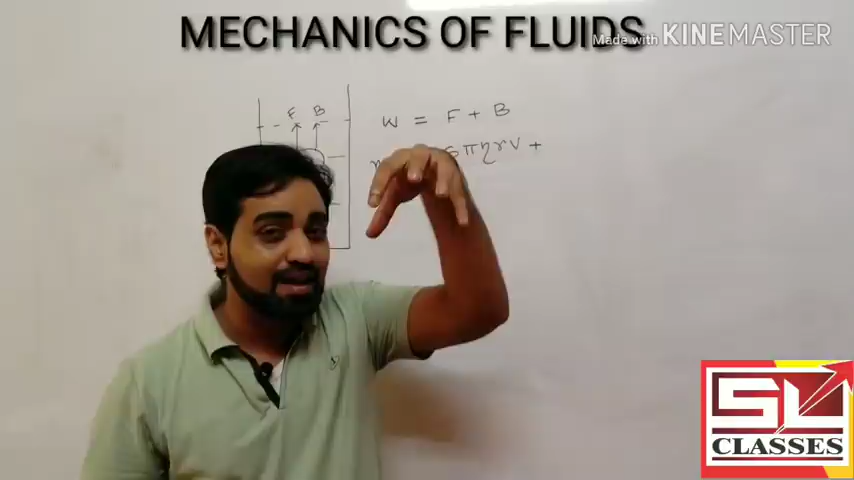 MECHANICS OF FLUIDS
Made with KINEMASTER
F B
W = F + B
6πηrv +
SL
CLASSES